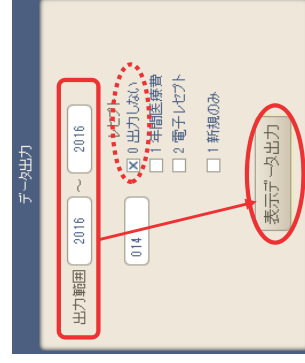 データ出力
出力範囲 2016 ～ 2016
014
レセプト
0 出力しない
1 年間医療費
2 電子レセプト
1 新規のみ
表示データ出力